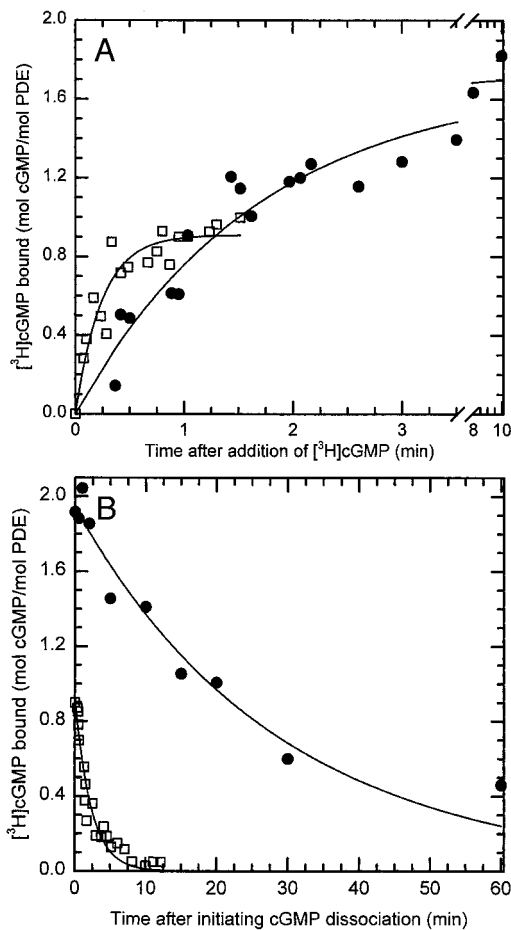 A
[³H]cGMP bound (mol cGMP/mol PDE)
2.0
1.6
1.2
0.8
0.4
0.0
0 1 2 3 8 10
Time after addition of [³H]cGMP (min)
B
[³H]cGMP bound (mol cGMP/mol PDE)
2.0
1.6
1.2
0.8
0.4
0.0
0 10 20 30 40 50 60
Time after initiating cGMP dissociation (min)